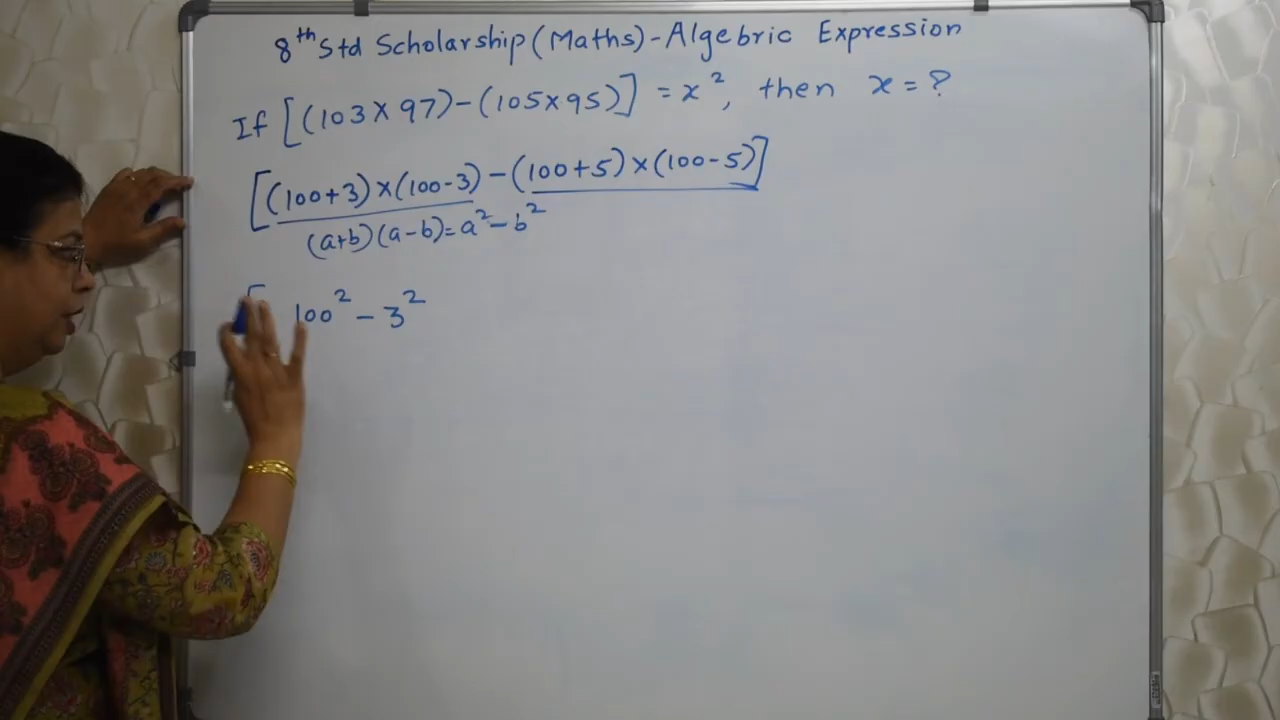 8th Std Scholarship (Maths) - Algebric Expression
If [(103 × 97) - (105 × 95)] = x², then x = ?
[(100+3) × (100-3) - (100+5) × (100-5)]
(a+b)(a-b) = a² - b²
[ 100² - 3²